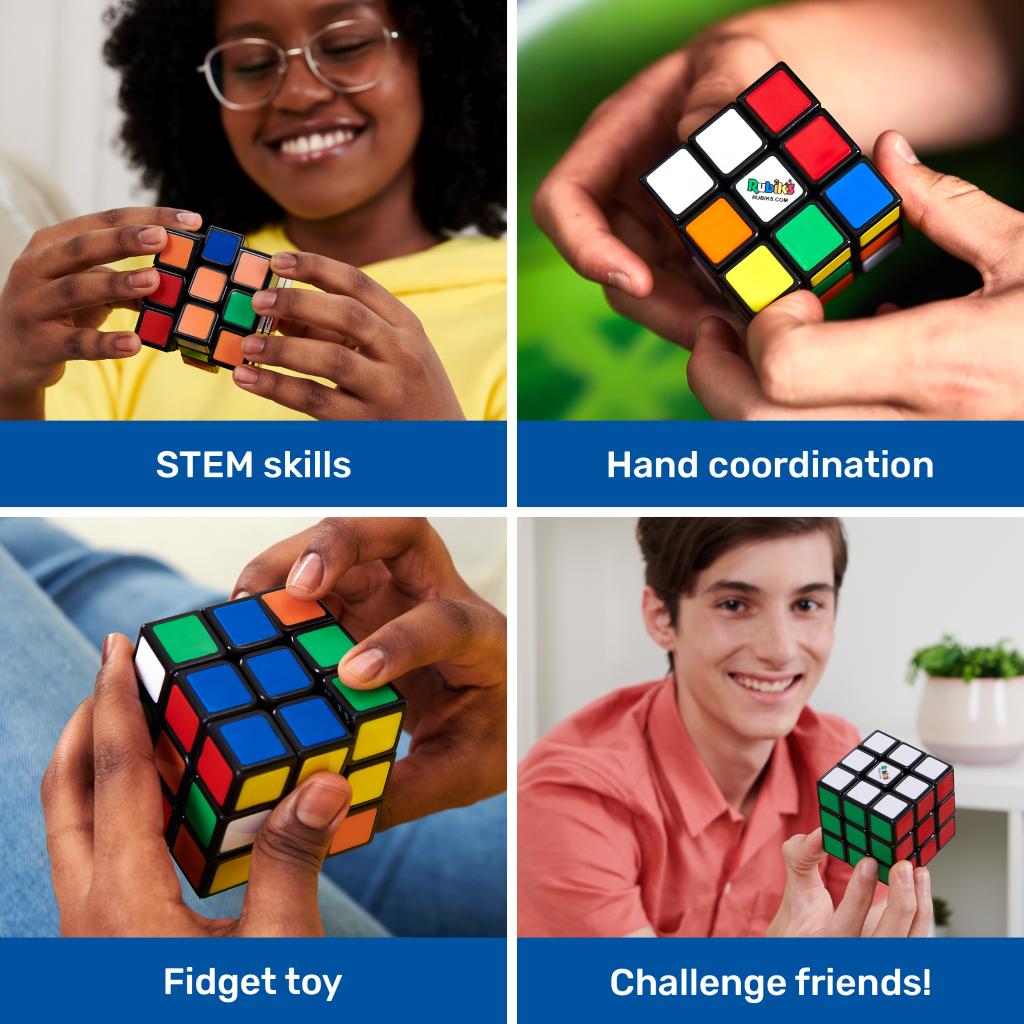 Rubik's
RUBIKS.COM
STEM skills
Hand coordination
Fidget toy
Challenge friends!